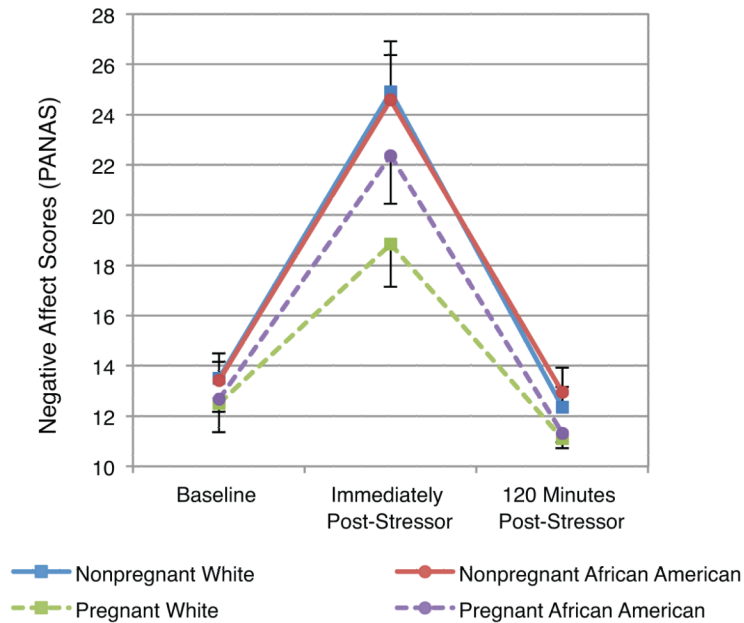 28
26
24
22
20
18
16
14
12
10
Negative Affect Scores (PANAS)
Baseline
Immediately
Post-Stressor
120 Minutes
Post-Stressor
Nonpregnant White
Nonpregnant African American
Pregnant White
Pregnant African American